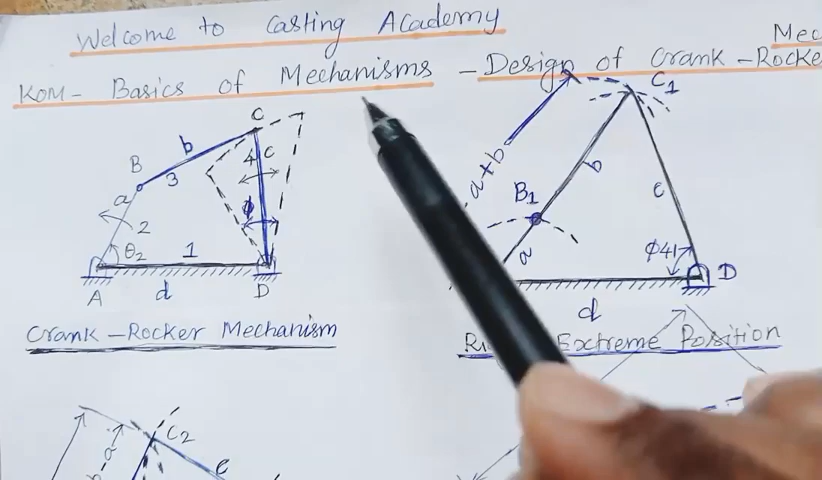 Welcome to Casting Academy
Mec
KOM- Basics of Mechanisms - Design of Crank -Rocke
C
C1
b
4 c
B
3
a
a+b
b
2
B1
c
ϕ
θ2
1
a
ϕ41
D
A
d
D
d
Crank -Rocker Mechanism
Extreme Position
C2
a
c